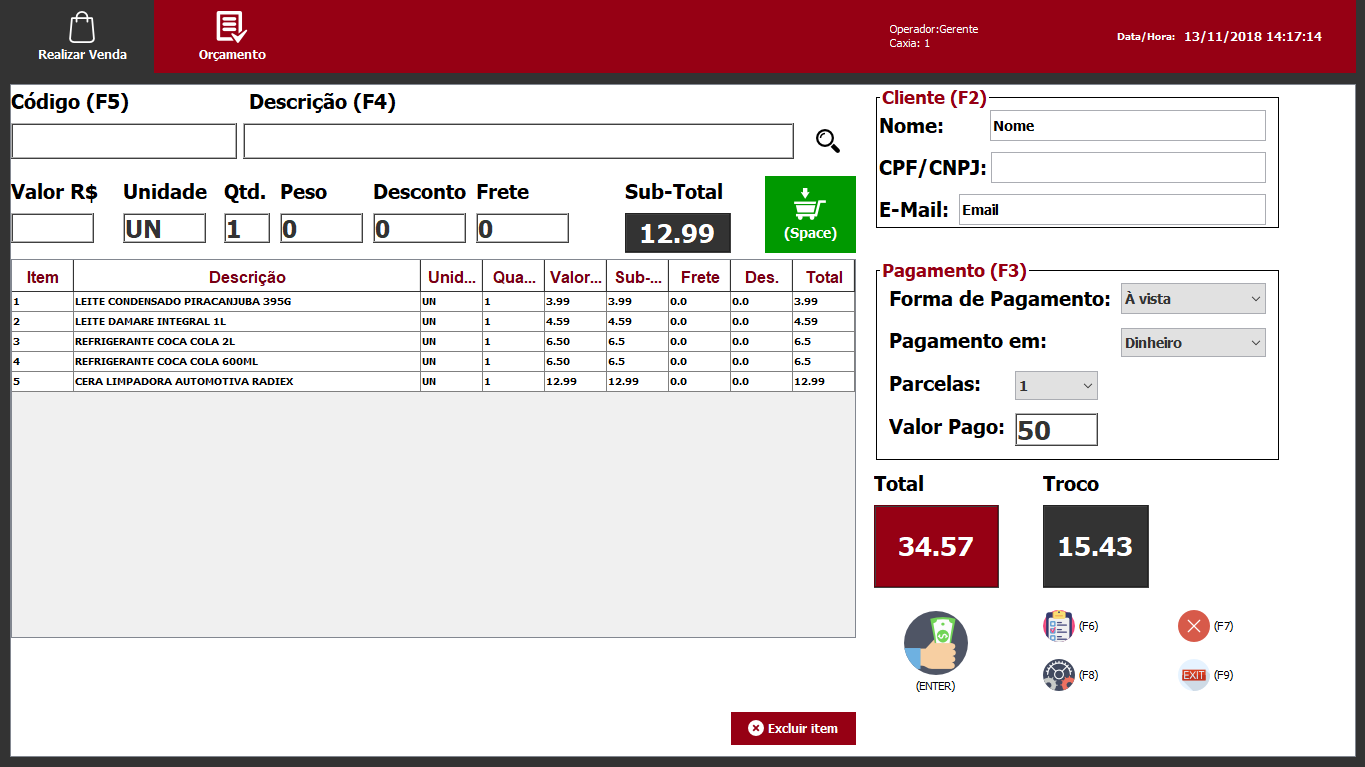 Realizar Venda
Orçamento
Operador:Gerente
Caxia: 1
Data/Hora: 13/11/2018 14:17:14
Código (F5) Descrição (F4)
Valor R$ Unidade Qtd. Peso Desconto Frete Sub-Total
UN 1 0 0 0 12.99
(Space)
Item Descrição Unid... Qua... Valor... Sub-... Frete Des. Total
1 LEITE CONDENSADO PIRACANJUBA 395G UN 1 3.99 3.99 0.0 0.0 3.99
2 LEITE DAMARE INTEGRAL 1L UN 1 4.59 4.59 0.0 0.0 4.59
3 REFRIGERANTE COCA COLA 2L UN 1 6.50 6.5 0.0 0.0 6.5
4 REFRIGERANTE COCA COLA 600ML UN 1 6.50 6.5 0.0 0.0 6.5
5 CERA LIMPADORA AUTOMOTIVA RADIEX UN 1 12.99 12.99 0.0 0.0 12.99
Excluir item
Cliente (F2)
Nome: Nome
CPF/CNPJ:
E-Mail: Email
Pagamento (F3)
Forma de Pagamento: À vista
Pagamento em: Dinheiro
Parcelas: 1
Valor Pago: 50
Total Troco
34.57 15.43
(ENTER)
(F6) (F7)
(F8) EXIT (F9)